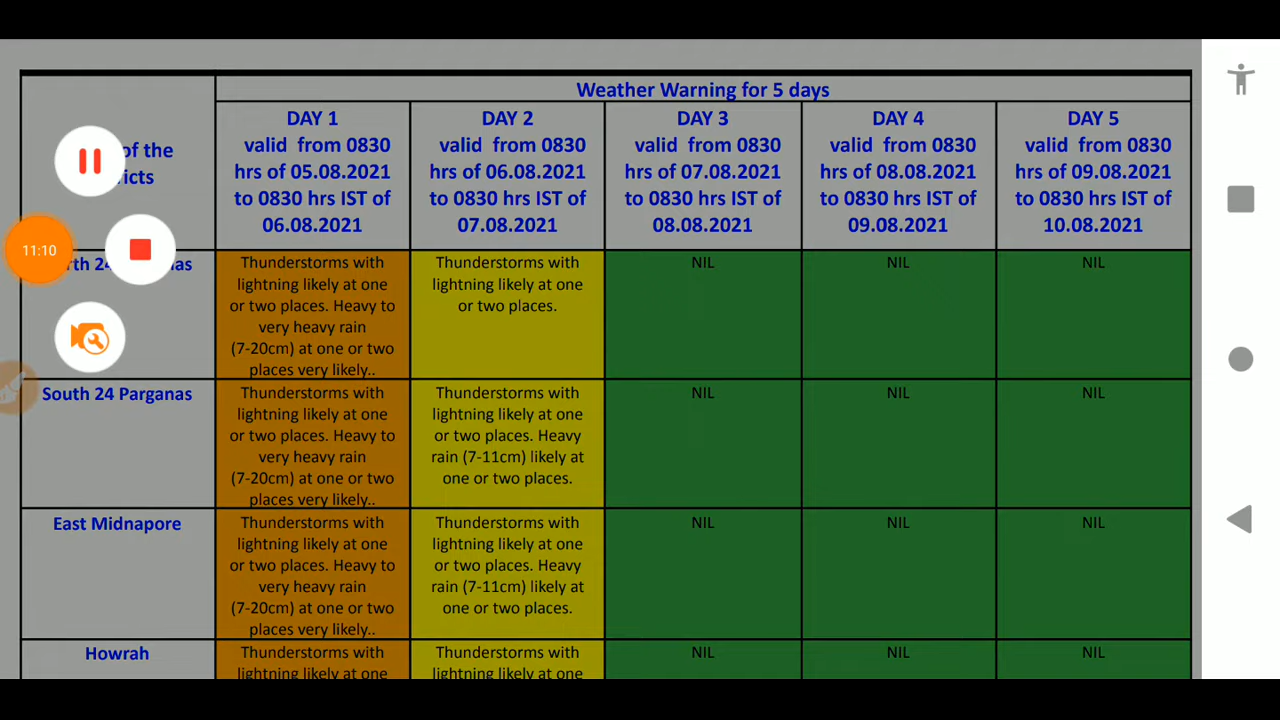 Weather Warning for 5 days
of the
icts
DAY 1
valid from 0830
hrs of 05.08.2021
to 0830 hrs IST of
06.08.2021
DAY 2
valid from 0830
hrs of 06.08.2021
to 0830 hrs IST of
07.08.2021
DAY 3
valid from 0830
hrs of 07.08.2021
to 0830 hrs IST of
08.08.2021
DAY 4
valid from 0830
hrs of 08.08.2021
to 0830 hrs IST of
09.08.2021
DAY 5
valid from 0830
hrs of 09.08.2021
to 0830 hrs IST of
10.08.2021
11:10
rth 24 nas
Thunderstorms with
lightning likely at one
or two places. Heavy to
very heavy rain
(7-20cm) at one or two
places very likely..
Thunderstorms with
lightning likely at one
or two places.
NIL
NIL
NIL
South 24 Parganas
Thunderstorms with
lightning likely at one
or two places. Heavy to
very heavy rain
(7-20cm) at one or two
places very likely..
Thunderstorms with
lightning likely at one
or two places. Heavy
rain (7-11cm) likely at
one or two places.
NIL
NIL
NIL
East Midnapore
Thunderstorms with
lightning likely at one
or two places. Heavy to
very heavy rain
(7-20cm) at one or two
places very likely..
Thunderstorms with
lightning likely at one
or two places. Heavy
rain (7-11cm) likely at
one or two places.
NIL
NIL
NIL
Howrah
Thunderstorms with
lightning likely at one
Thunderstorms with
lightning likely at one
NIL
NIL
NIL